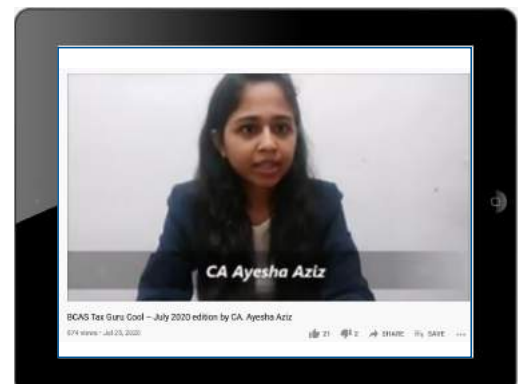 CA Ayesha Aziz
BCAS Tax Guru Cool – July 2020 edition by CA. Ayesha Aziz
674 views • Jul 23, 2020
21 2 SHARE SAVE ...